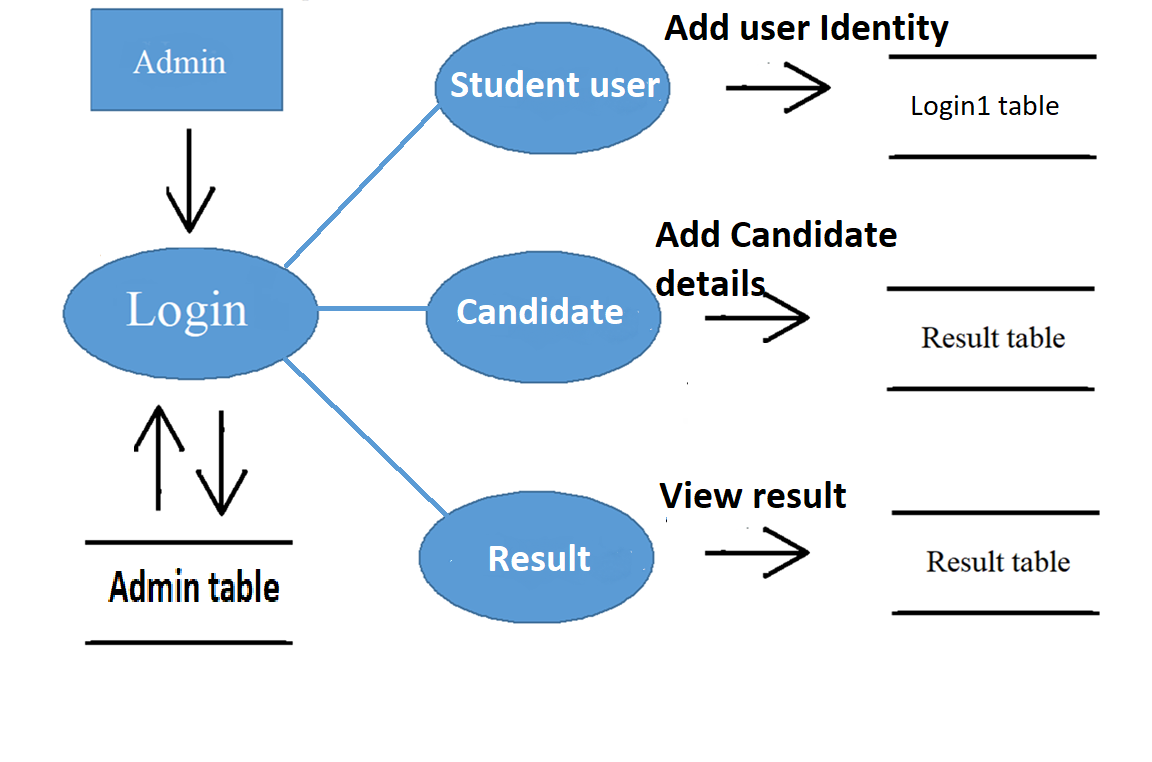 Admin
Login
Admin table
Student user
Add user Identity
Login1 table
Candidate
Add Candidate
details
Result table
Result
View result
Result table